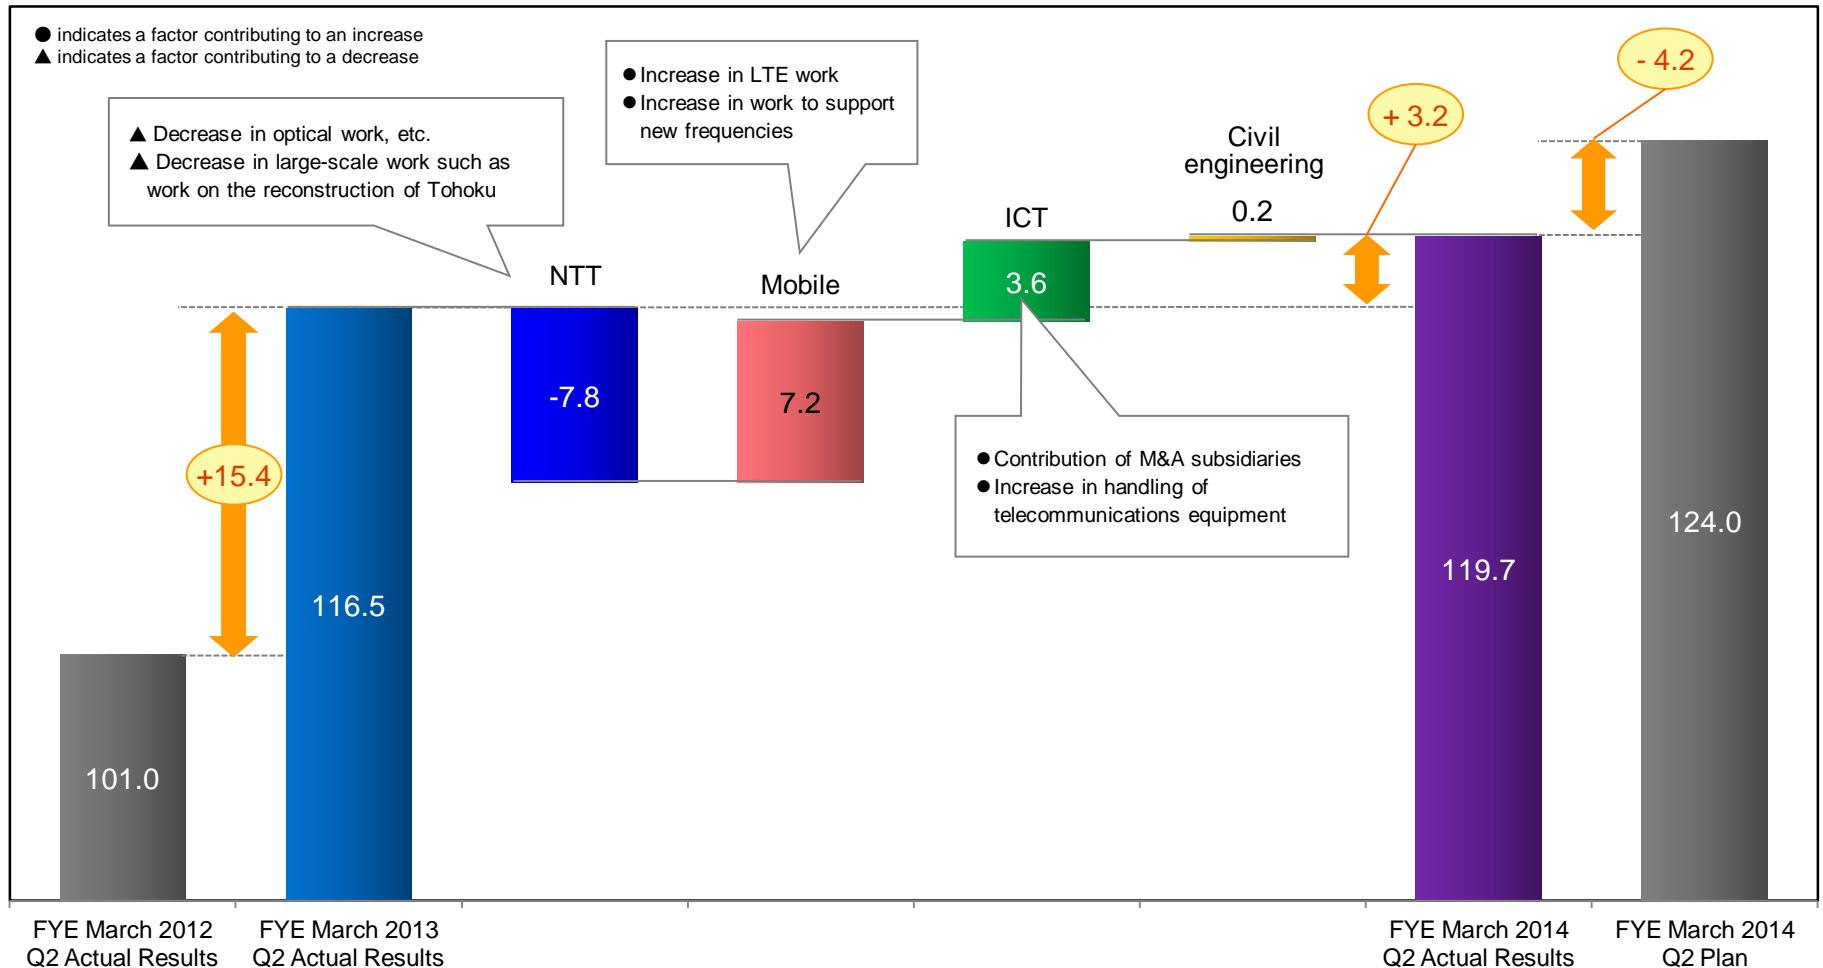 ● indicates a factor contributing to an increase
▲ indicates a factor contributing to a decrease
▲ Decrease in optical work, etc.
▲ Decrease in large-scale work such as
work on the reconstruction of Tohoku
● Increase in LTE work
● Increase in work to support
new frequencies
- 4.2
+ 3.2
Civil
engineering
0.2
ICT
3.6
NTT
Mobile
-7.8
7.2
● Contribution of M&A subsidiaries
● Increase in handling of
telecommunications equipment
+15.4
101.0
116.5
119.7
124.0
FYE March 2012
Q2 Actual Results
FYE March 2013
Q2 Actual Results
FYE March 2014
Q2 Actual Results
FYE March 2014
Q2 Plan